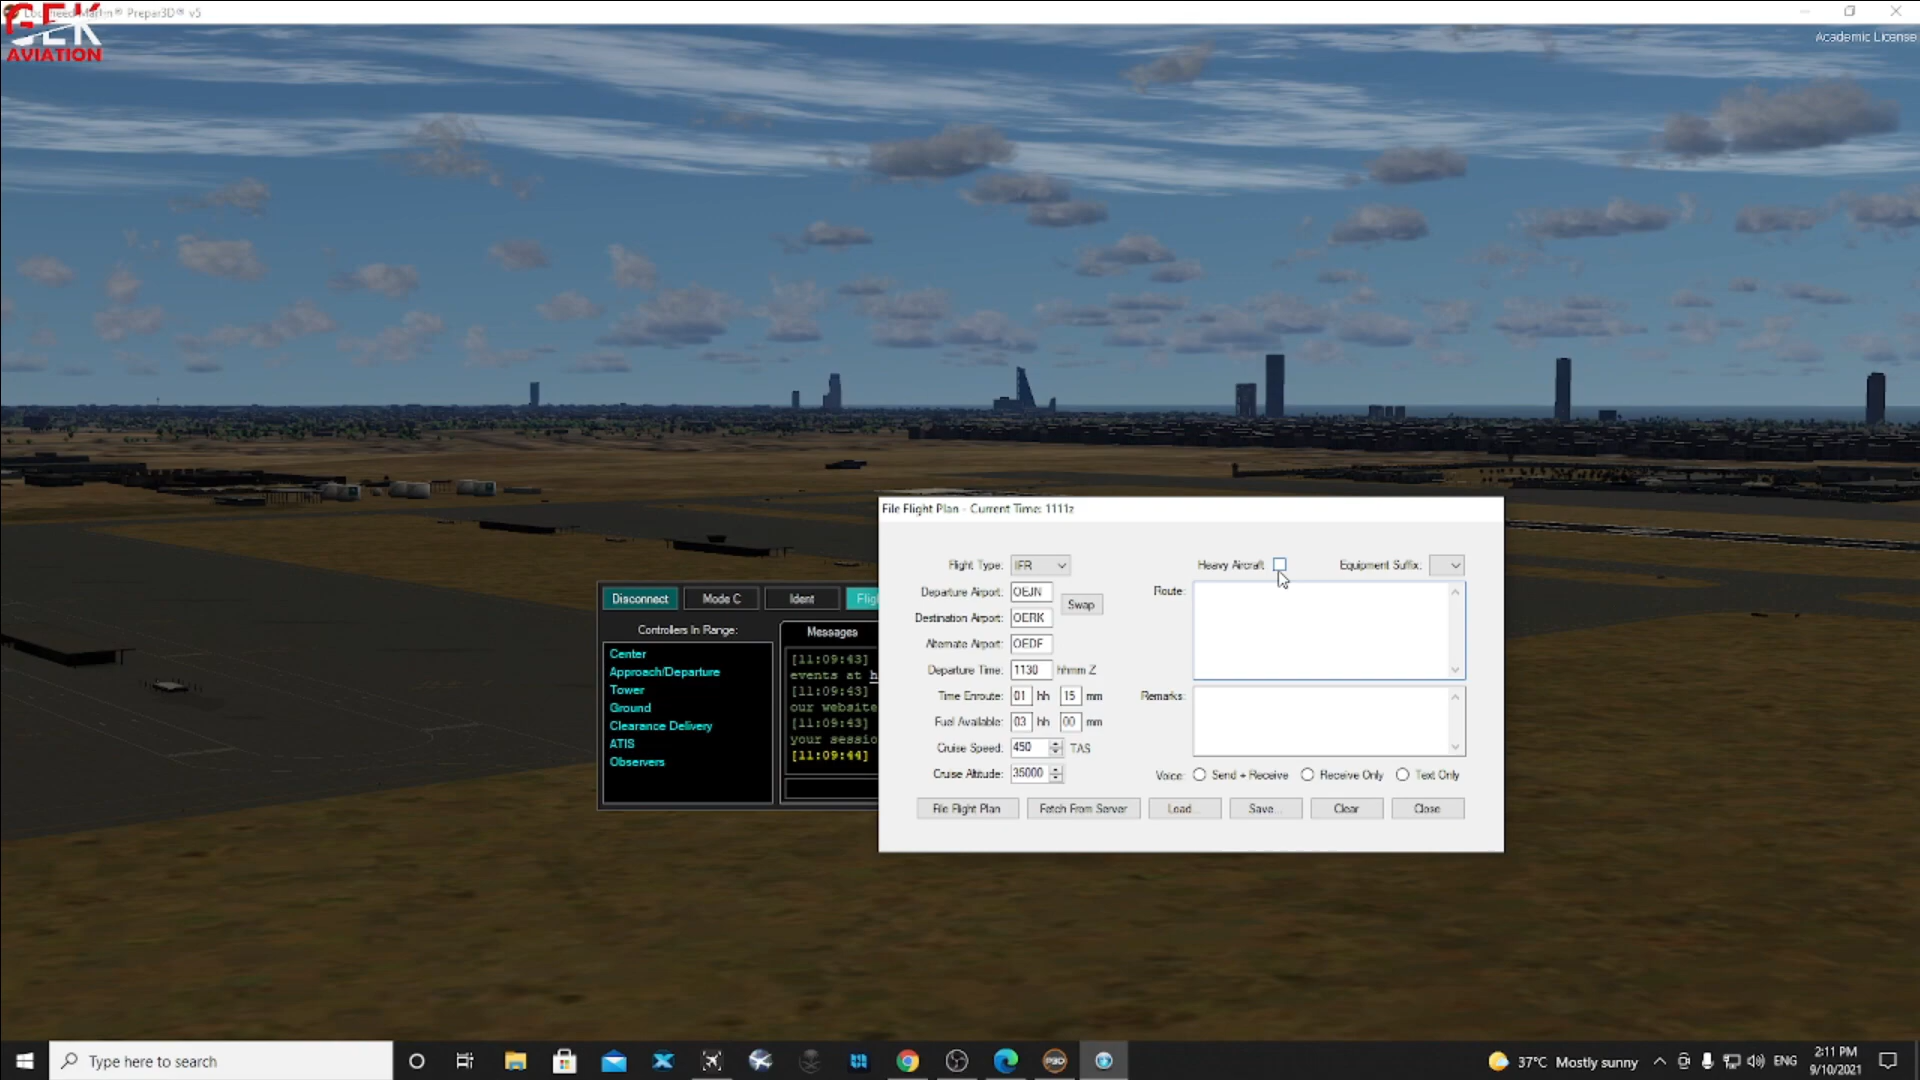 Lockheed Martin® Prepar3D® v5
GEK
AVIATION
Academic License
File Flight Plan - Current Time: 1111z
Flight Type: IFR
Heavy Aircraft
Equipment Suffix:
Departure Airport: OEJN
Swap
Destination Airport: OERK
Alternate Airport: OEDF
Departure Time: 1130 hhmm Z
Time Enroute: 01 hh 15 mm
Fuel Available: 03 hh 00 mm
Cruise Speed: 450 TAS
Cruise Altitude: 35000
Route:
Remarks:
Voice: Send + Receive Receive Only Text Only
File Flight Plan Fetch From Server Load... Save... Clear Close
Disconnect Mode C Ident Fligh
Controllers In Range:
Center
Approach/Departure
Tower
Ground
Clearance Delivery
ATIS
Observers
Messages
[11:09:43]
events at h
[11:09:43]
our website
[11:09:43]
your sessio
[11:09:44]
Type here to search
P3D
37°C Mostly sunny
ENG
2:11 PM
9/10/2021